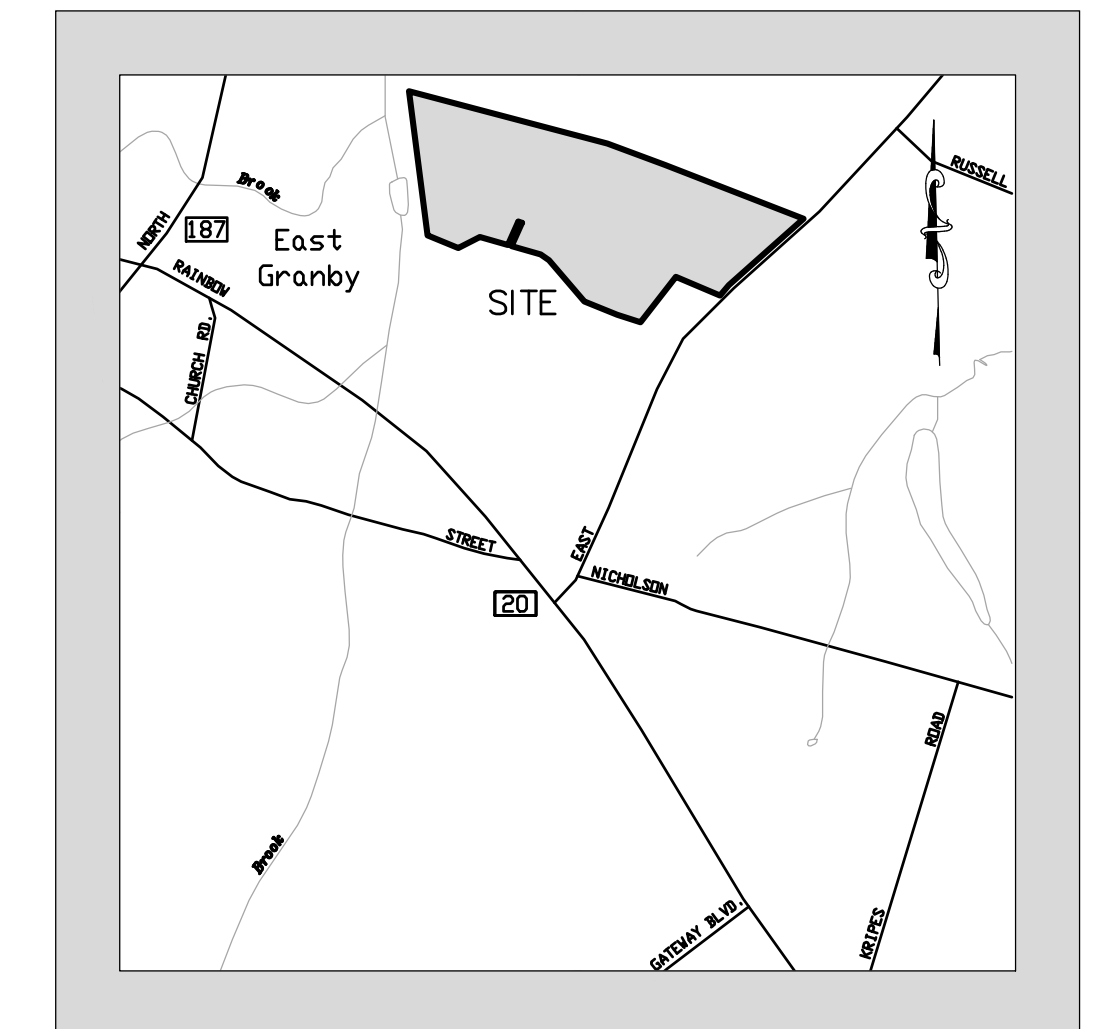 RUSSELL
Brook
NORTH
187
East
Granby
RAINBOW
SITE
CHURCH RD.
STREET
EAST
NICHOLSON
20
ROAD
Brook
GATEWAY BLVD.
KRIPES